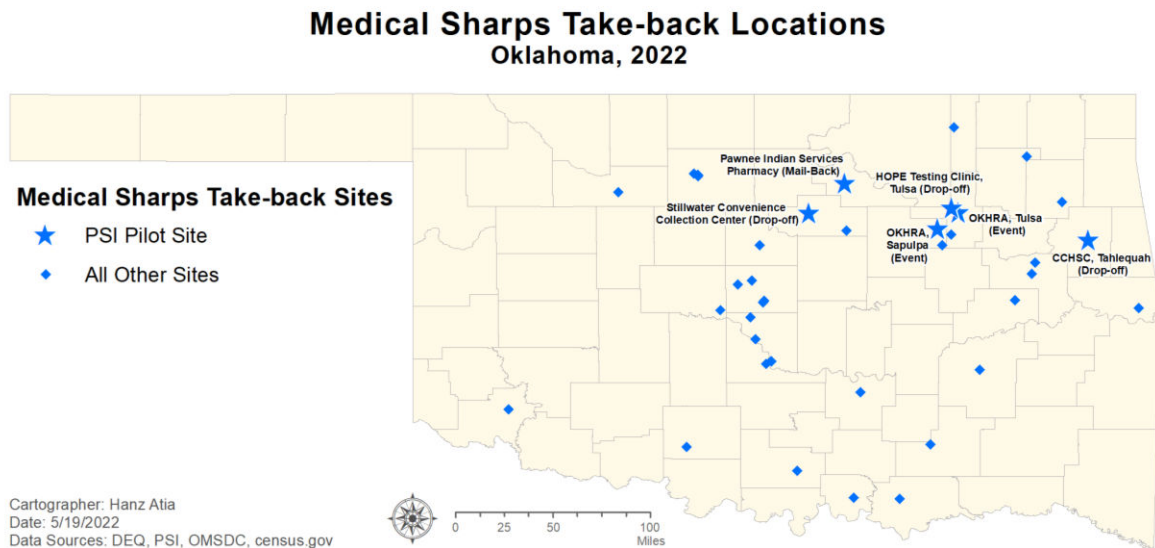 Medical Sharps Take-back Locations
Oklahoma, 2022
Pawnee Indian Services
Pharmacy (Mail-Back)
HOPE Testing Clinic,
Tulsa (Drop-off)
Medical Sharps Take-back Sites
PSI Pilot Site
All Other Sites
Stillwater Convenience
Collection Center (Drop-off)
OKHRA, Tulsa
(Event)
OKHRA,
Sapulpa
(Event)
CCHSC, Tahlequah
(Drop-off)
Cartographer: Hanz Atia
Date: 5/19/2022
Data Sources: DEQ, PSI, OMSDC, census.gov
0 25 50 100
Miles